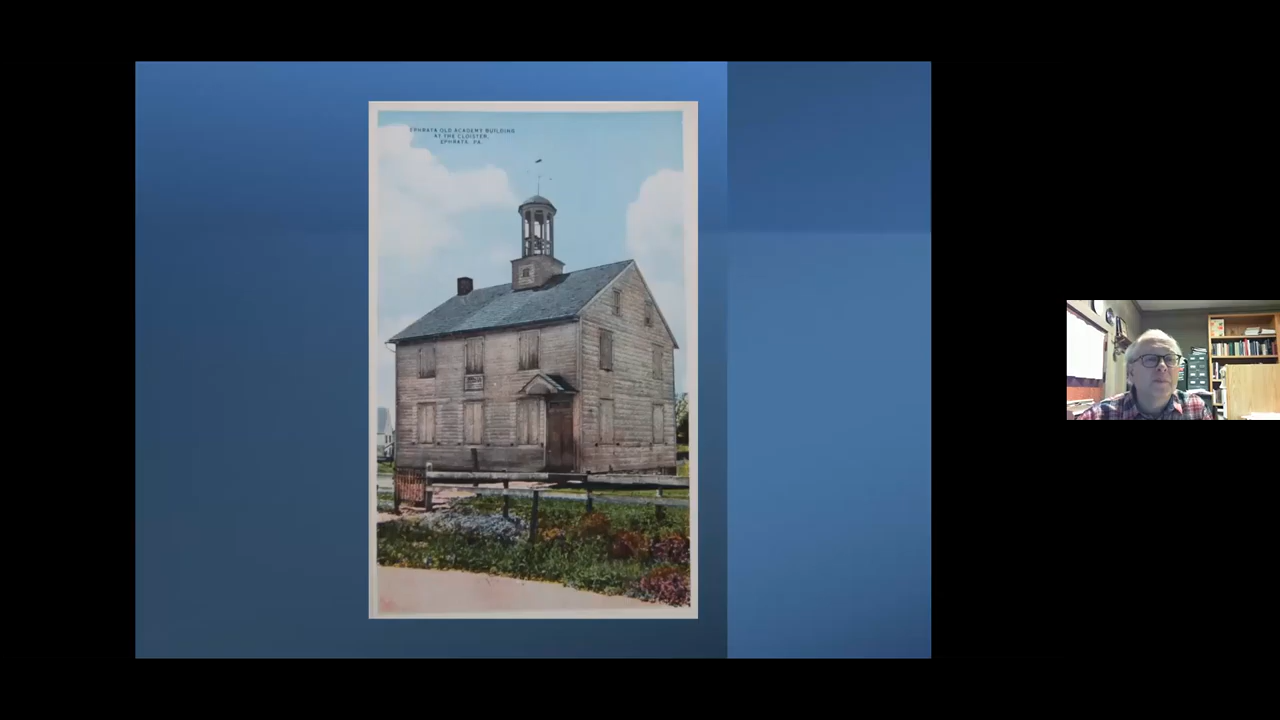 EPHRATA OLD ACADEMY BUILDING
AT THE CLOISTER,
EPHRATA, PA.